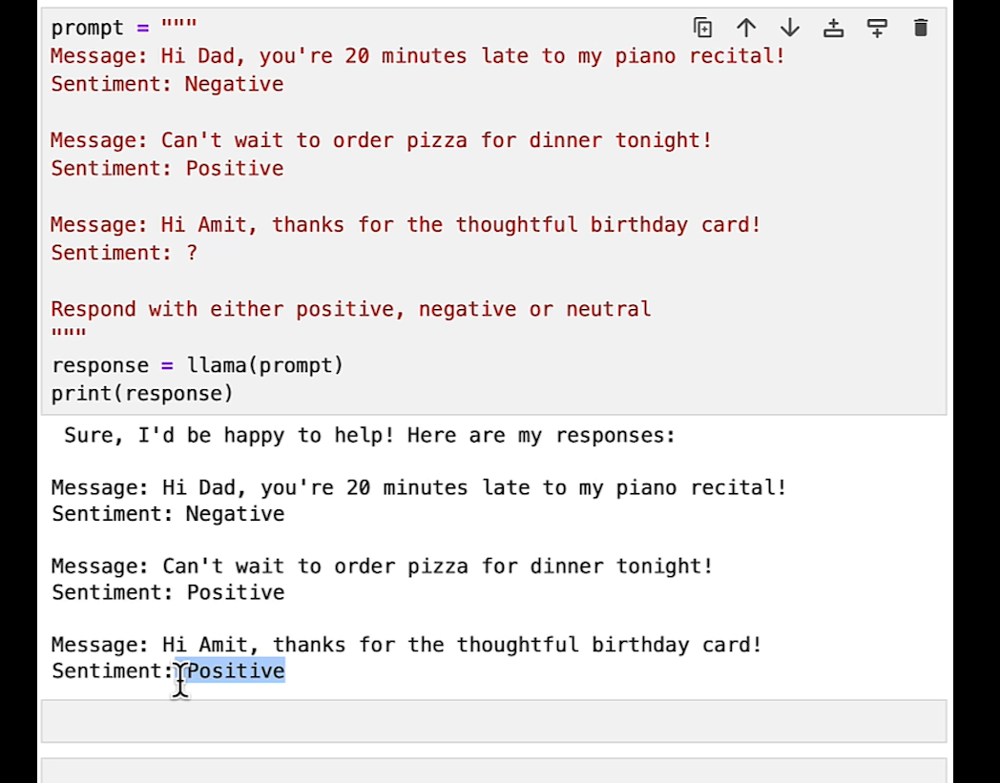 prompt = """
Message: Hi Dad, you're 20 minutes late to my piano recital!
Sentiment: Negative
Message: Can't wait to order pizza for dinner tonight!
Sentiment: Positive
Message: Hi Amit, thanks for the thoughtful birthday card!
Sentiment: ?
Respond with either positive, negative or neutral
"""
response = llama(prompt)
print(response)
Sure, I'd be happy to help! Here are my responses:
Message: Hi Dad, you're 20 minutes late to my piano recital!
Sentiment: Negative
Message: Can't wait to order pizza for dinner tonight!
Sentiment: Positive
Message: Hi Amit, thanks for the thoughtful birthday card!
Sentiment: Positive